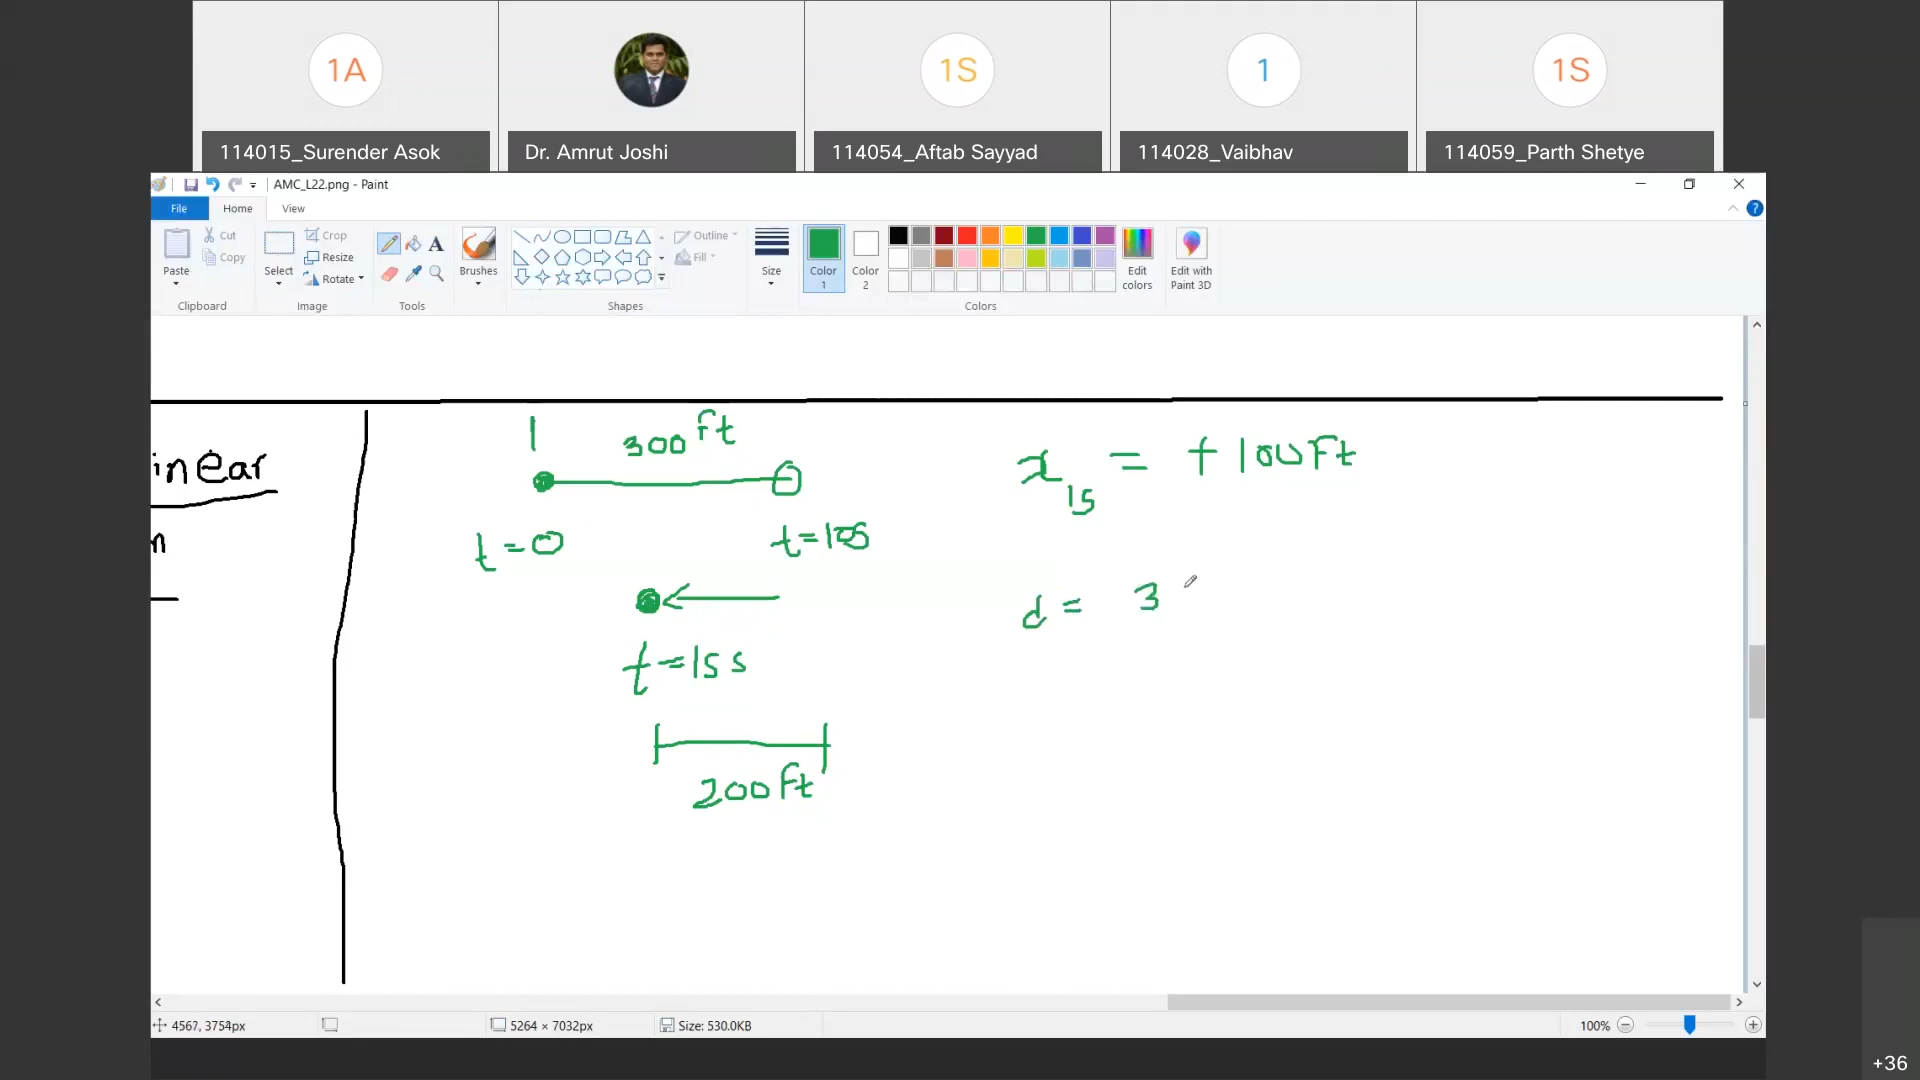 1A
1S
1
1S
114015_Surender Asok
Dr. Amrut Joshi
114054_Aftab Sayyad
114028_Vaibhav
114059_Parth Shetye
AMC_L22.png - Paint
File
Home
View
Paste
Cut
Copy
Clipboard
Select
Crop
Resize
Rotate
Image
A
Tools
Brushes
Outline
Fill
Shapes
Size
Color 1
Color 2
Edit colors
Colors
Edit with Paint 3D
?
inear
n
1
300 ft
t=0
t=10s
t=15 s
200 ft
x15 = + 100 Ft
d = 3
4567, 3754px
5264 × 7032px
Size: 530.0KB
100%
+36